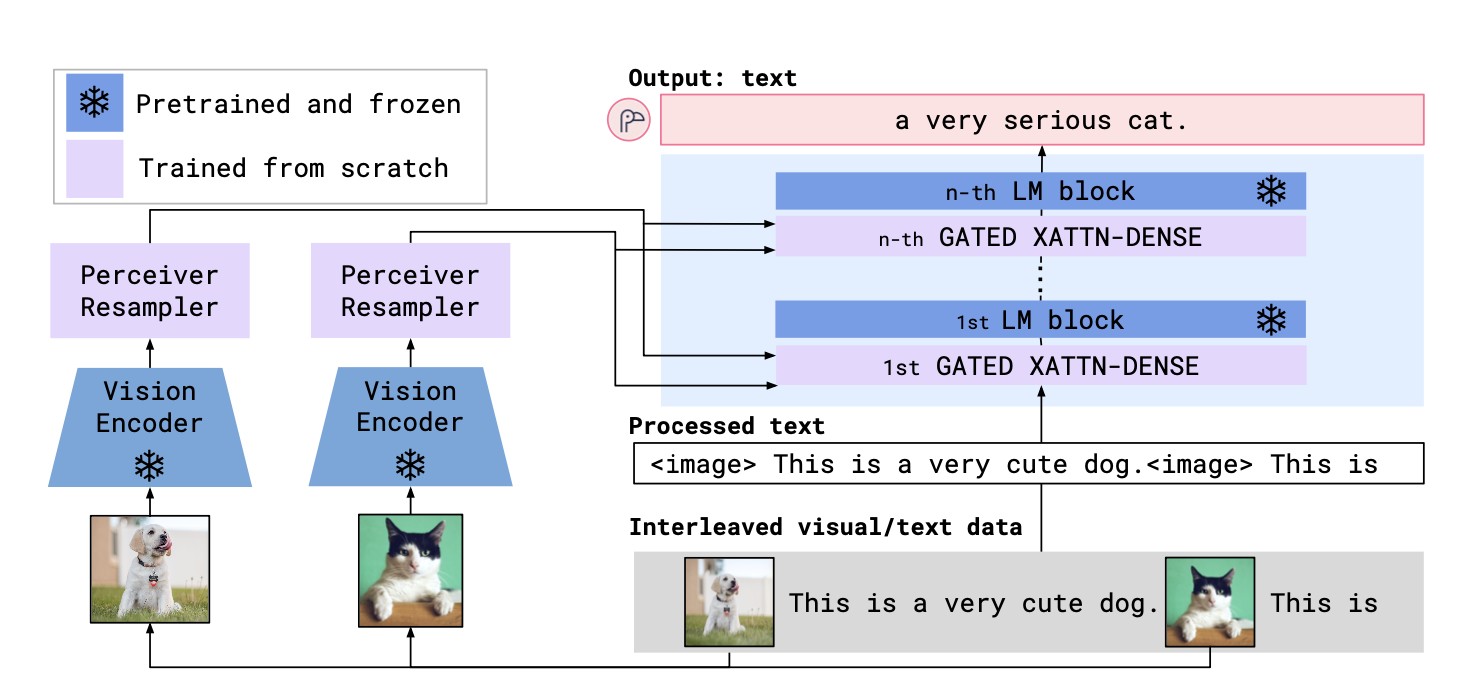 Pretrained and frozen
Trained from scratch
Perceiver
Resampler
Perceiver
Resampler
Vision
Encoder
Vision
Encoder
Output: text
a very serious cat.
n-th LM block
n-th GATED XATTN-DENSE
1st LM block
1st GATED XATTN-DENSE
Processed text
<image> This is a very cute dog.<image> This is
Interleaved visual/text data
This is a very cute dog.
This is